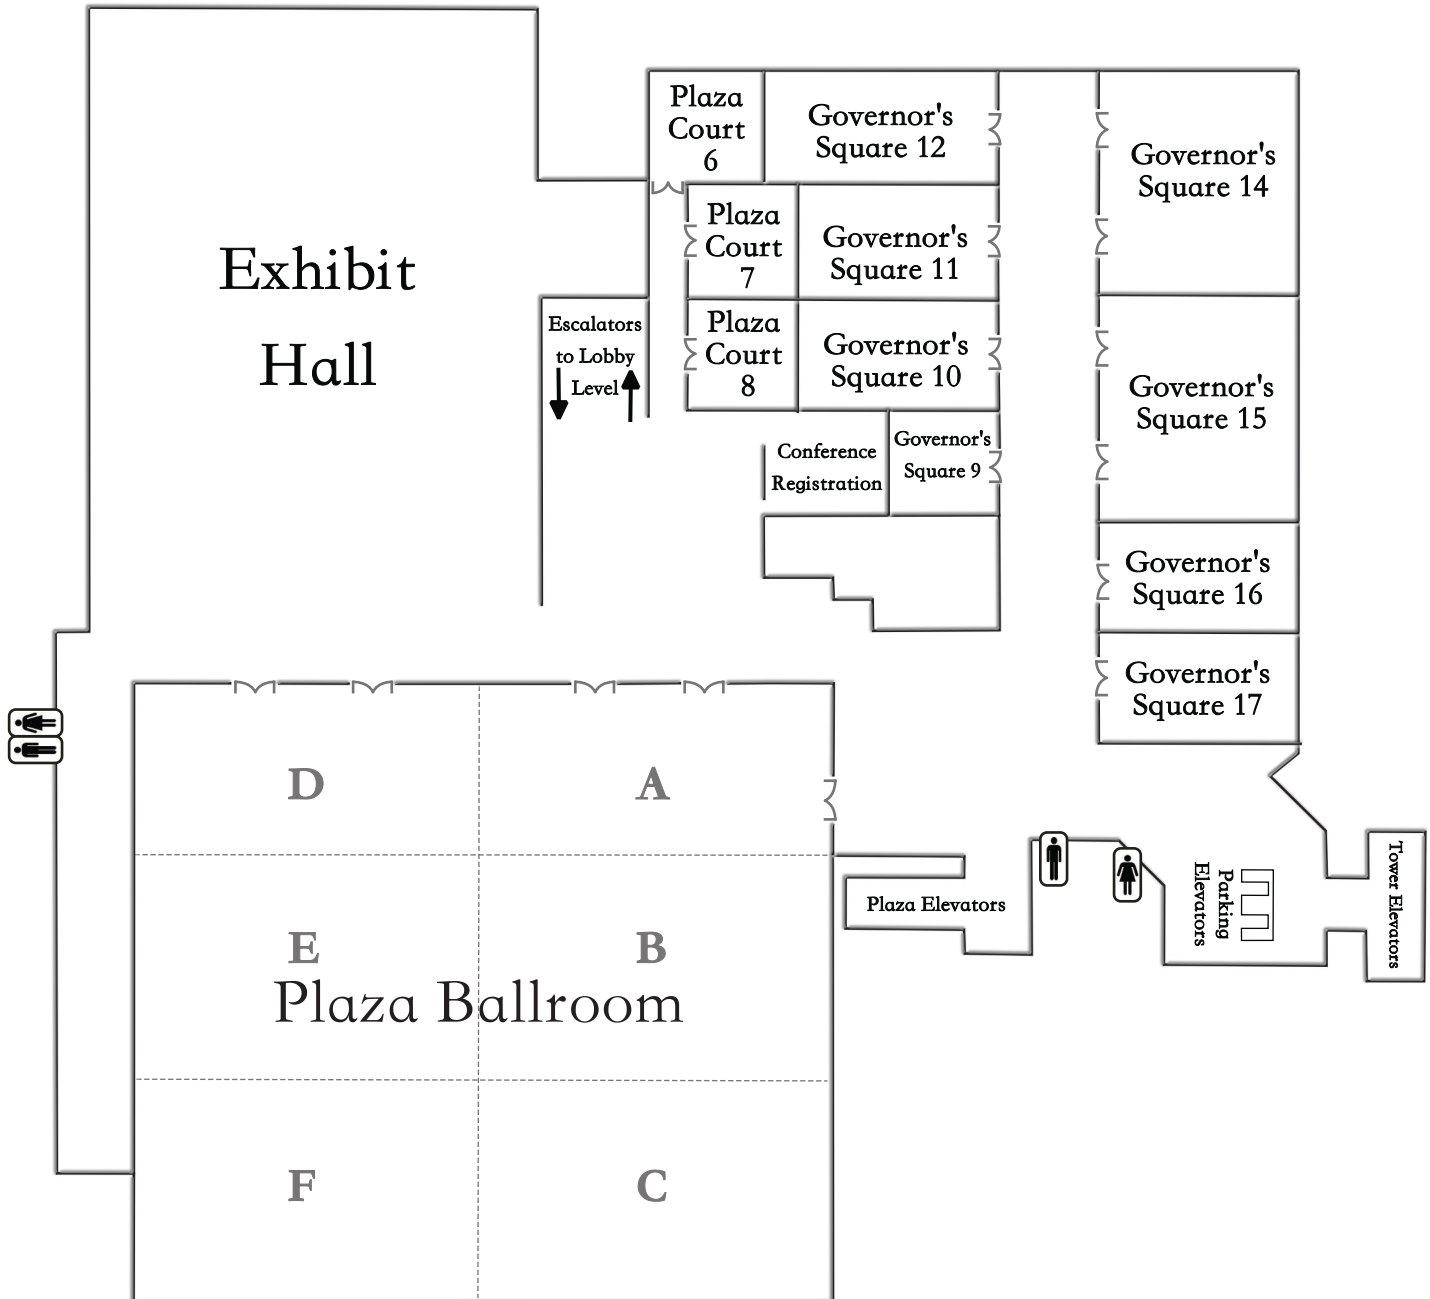 Exhibit
Hall
Plaza
Court
6
Governor's
Square 12
Governor's
Square 14
Plaza
Court
7
Governor's
Square 11
Escalators
to Lobby
Level
Plaza
Court
8
Governor's
Square 10
Governor's
Square 15
Conference
Registration
Governor's
Square 9
Governor's
Square 16
Governor's
Square 17
D
A
E
B
Plaza Ballroom
F
C
Plaza Elevators
Parking
Elevators
Tower Elevators